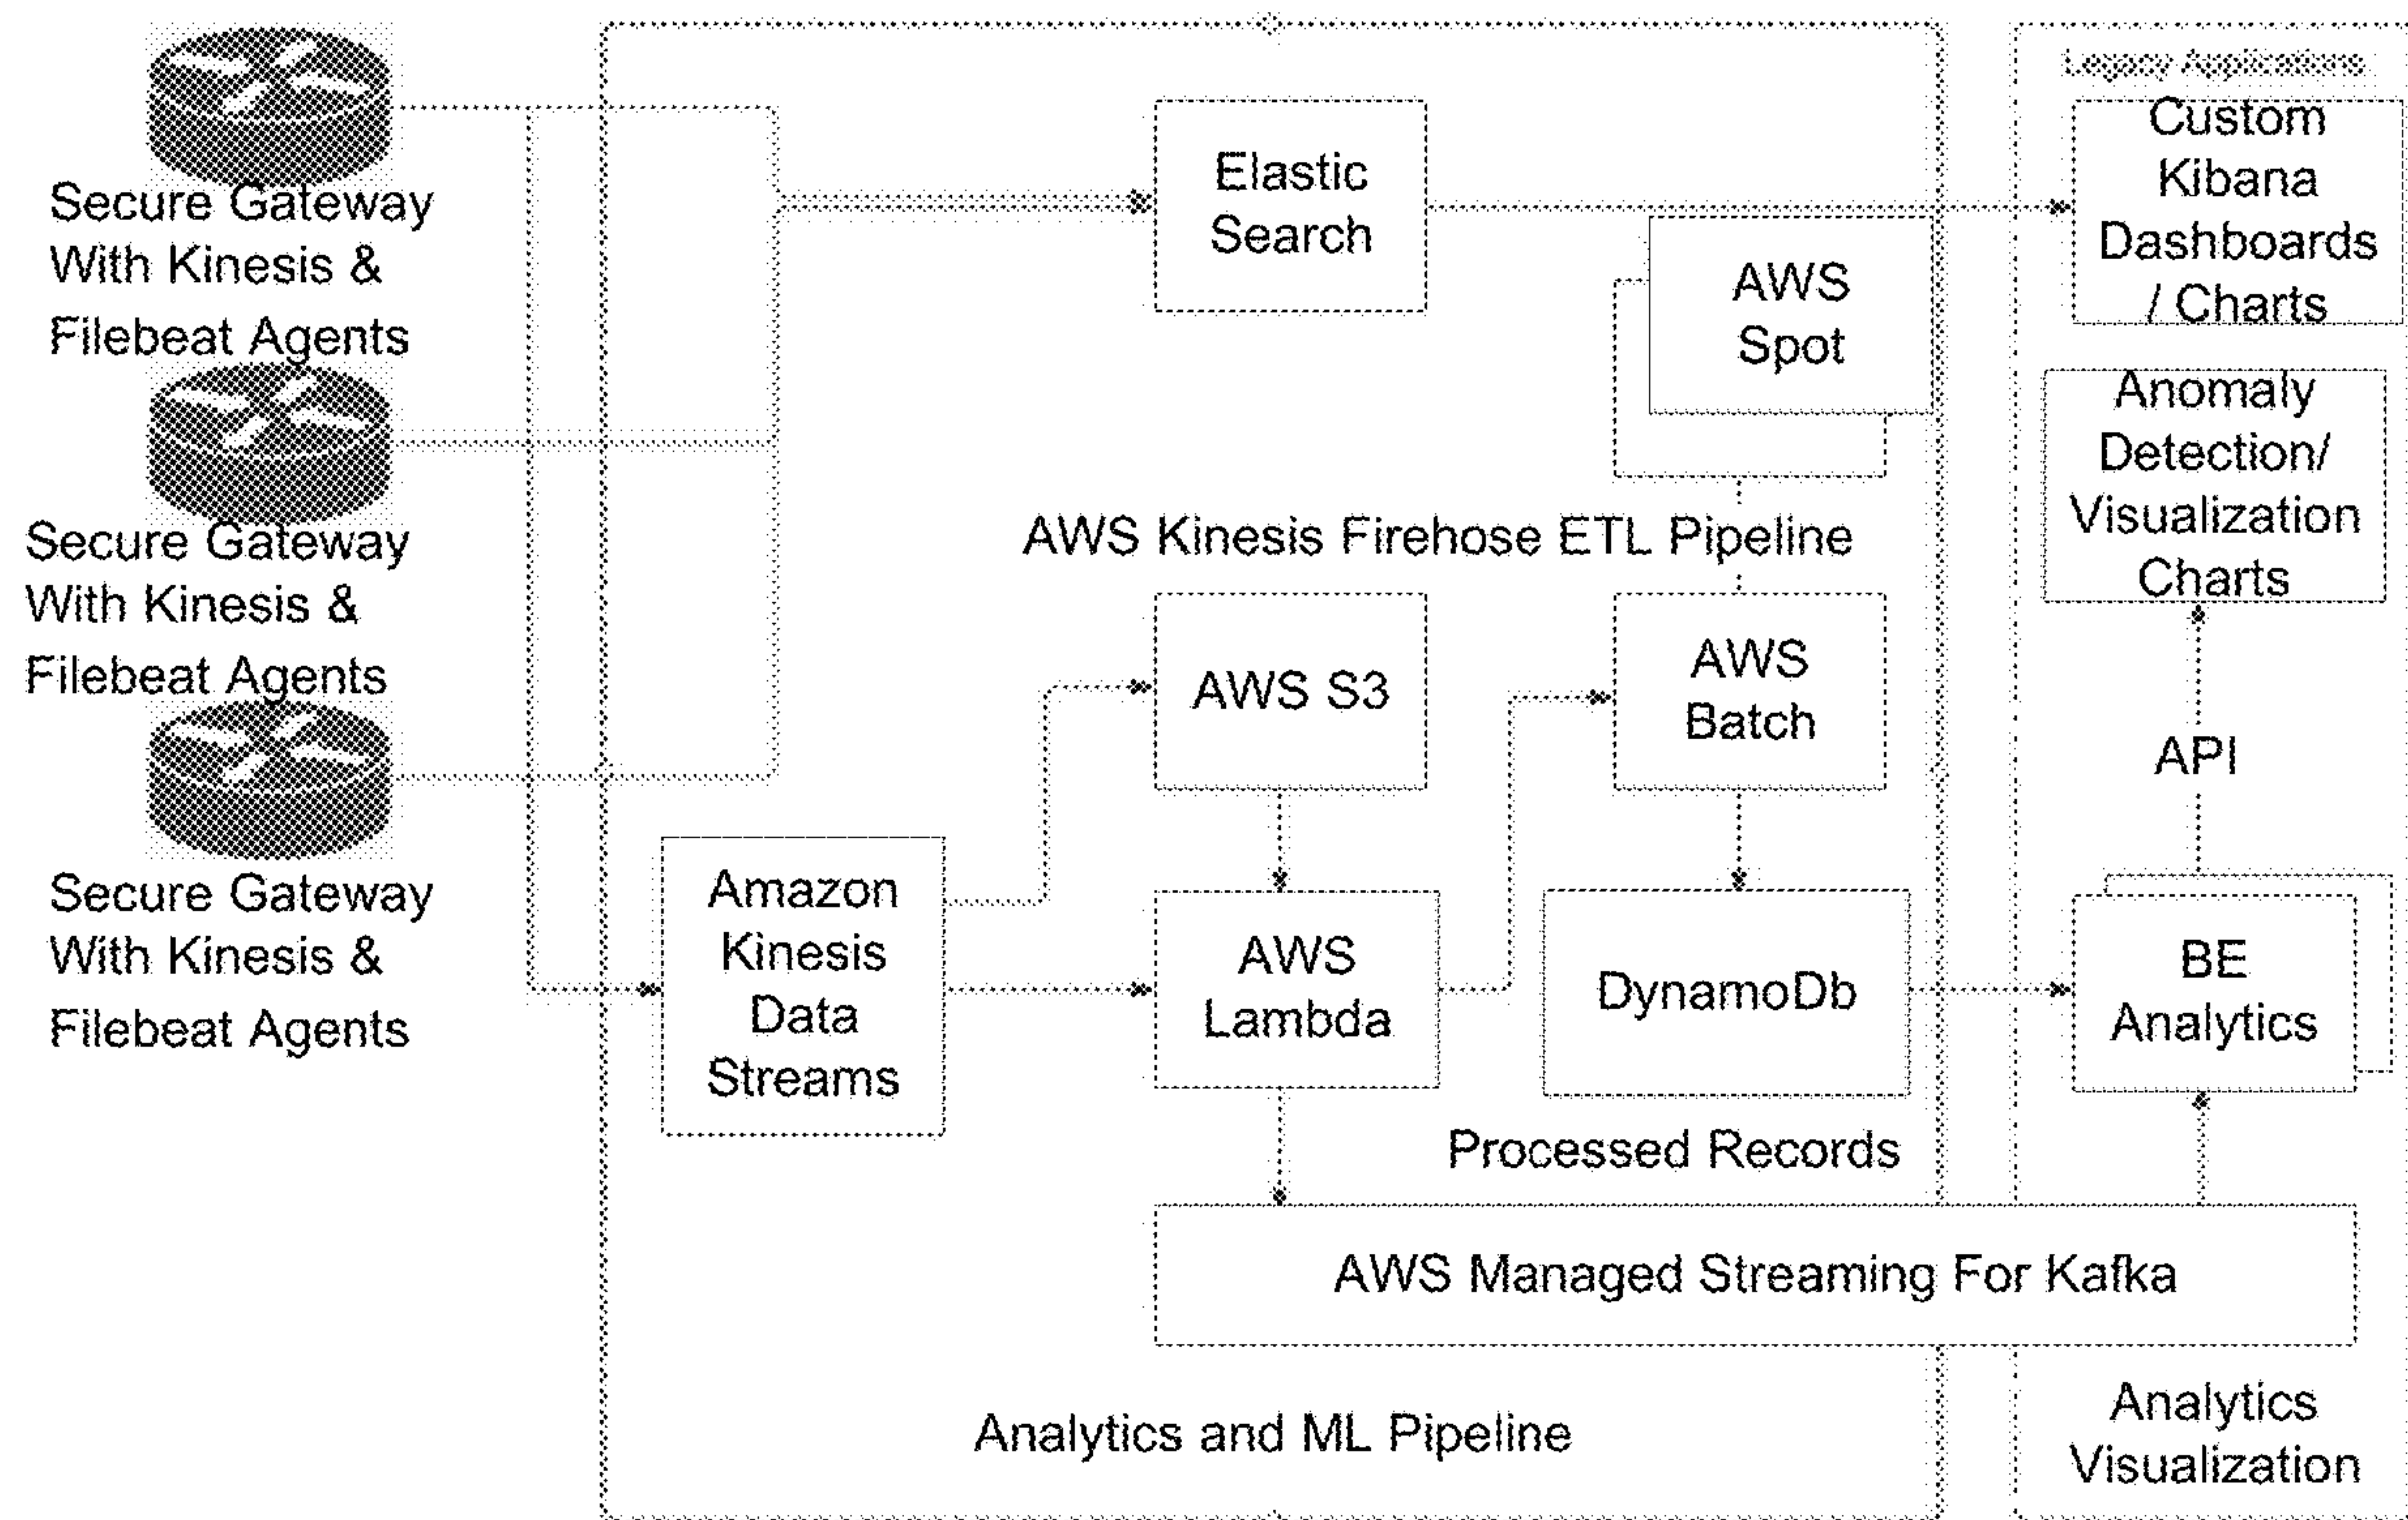 Secure Gateway
With Kinesis &
Filebeat Agents
Secure Gateway
With Kinesis &
Filebeat Agents
Secure Gateway
With Kinesis &
Filebeat Agents
Elastic
Search
AWS
Spot
AWS Kinesis Firehose ETL Pipeline
AWS S3
AWS
Batch
Amazon
Kinesis
Data
Streams
AWS
Lambda
DynamoDb
Processed Records
AWS Managed Streaming For Kafka
Analytics and ML Pipeline
Legacy Applications
Custom
Kibana
Dashboards
/ Charts
Anomaly
Detection/
Visualization
Charts
API
BE
Analytics
Analytics
Visualization